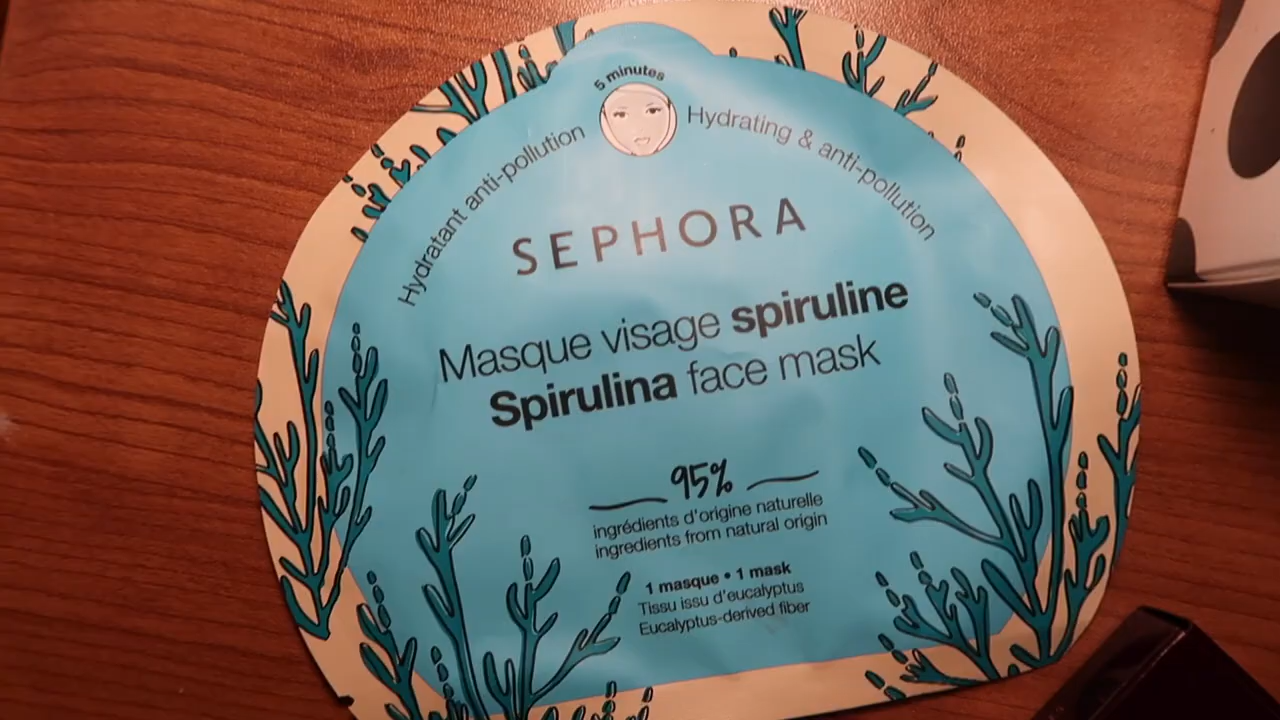 5 minutes
Hydratant anti-pollution
Hydrating & anti-pollution
SEPHORA
Masque visage spiruline
Spirulina face mask
95%
ingrédients d'origine naturelle
ingredients from natural origin
1 masque • 1 mask
Tissu issu d'eucalyptus
Eucalyptus-derived fiber